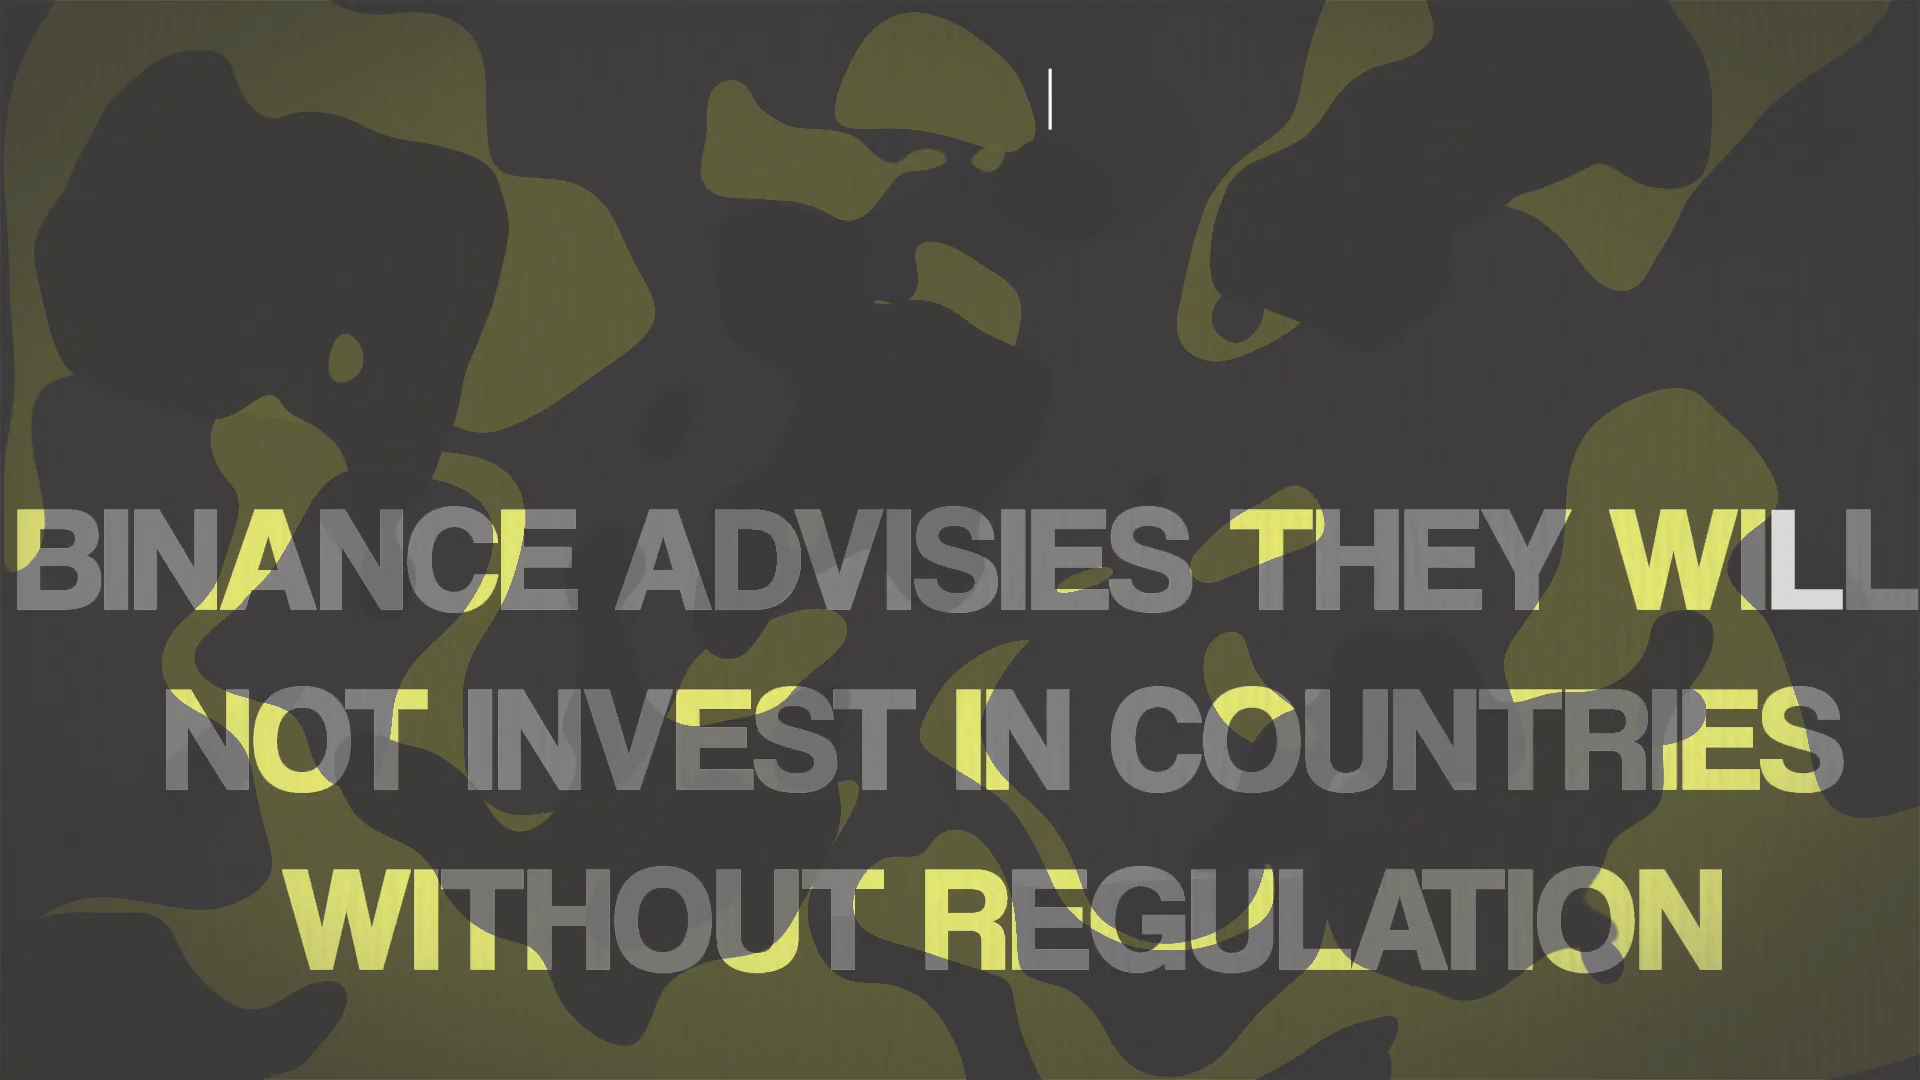 BINANCE ADVISIES THEY WILL
NOT INVEST IN COUNTRIES
WITHOUT REGULATION